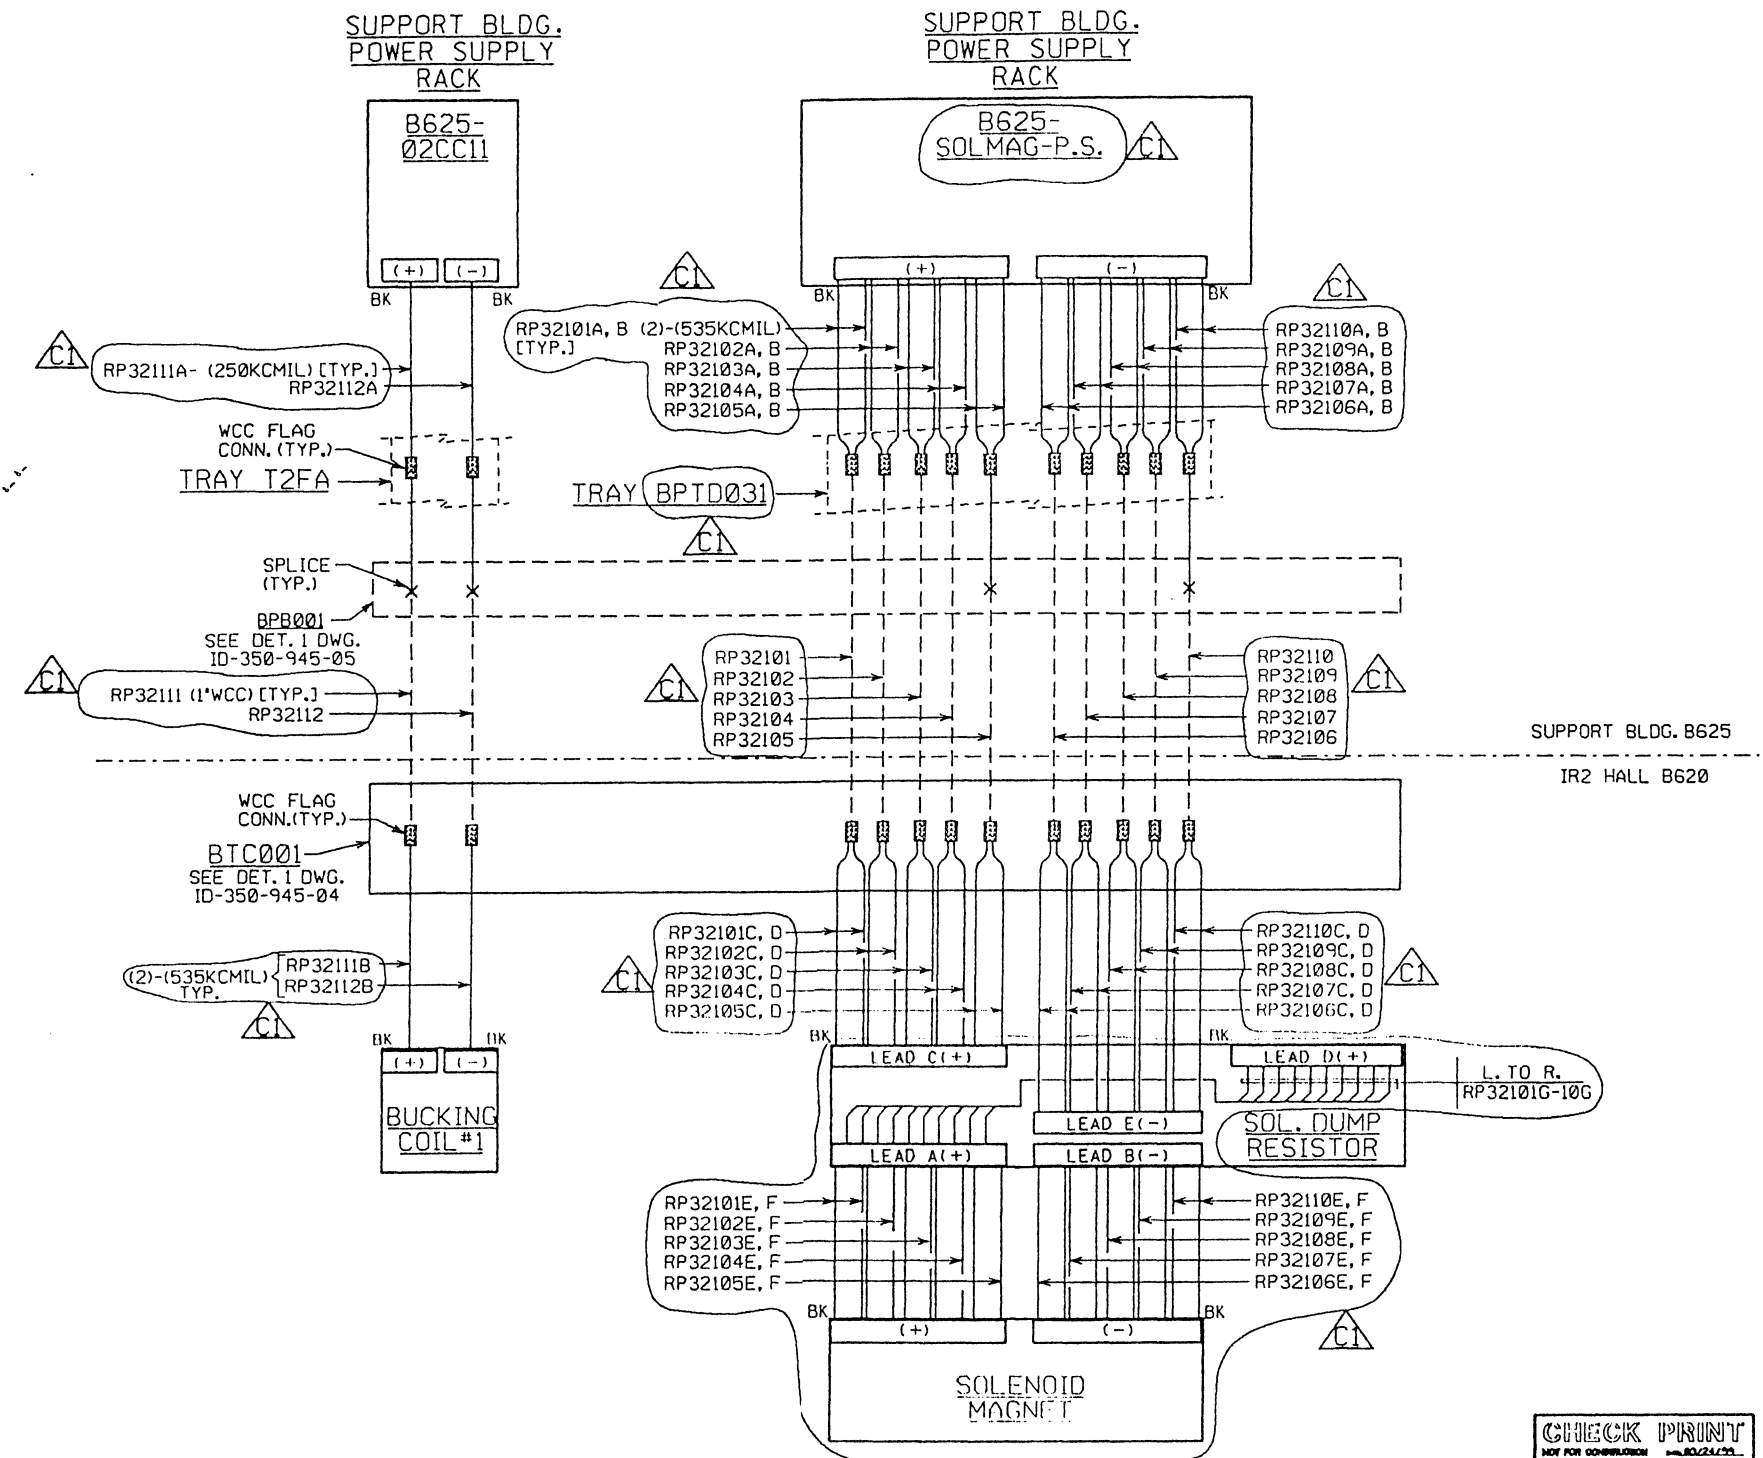 SUPPORT BLDG.
POWER SUPPLY
RACK
B625-
02CC11
(+)
(-)
BK
BK
C1
RP32111A- (250KCMIL) [TYP.]
RP32112A
WCC FLAG
CONN. (TYP.)
TRAY T2FA
SPLICE
(TYP.)
BPB001
SEE DET. 1 DWG.
ID-350-945-05
C1
RP32111 (1"WCC) [TYP.]
RP32112
WCC FLAG
CONN. (TYP.)
BTC001
SEE DET. 1 DWG.
ID-350-945-04
(2)-(535KCMIL)
TYP.
RP32111B
RP32112B
C1
BK
BK
(+)
(-)
BUCKING
COIL #1
SUPPORT BLDG.
POWER SUPPLY
RACK
B625-
SOLMAG-P.S.
C1
(+)
(-)
BK
BK
C1
RP32101A, B (2)-(535KCMIL)
[TYP.]
RP32102A, B
RP32103A, B
RP32104A, B
RP32105A, B
C1
RP32110A, B
RP32109A, B
RP32108A, B
RP32107A, B
RP32106A, B
TRAY BPTD031
C1
C1
RP32101
RP32102
RP32103
RP32104
RP32105
RP32110
RP32109
RP32108
RP32107
RP32106
C1
SUPPORT BLDG. B625
IR2 HALL B620
C1
RP32101C, D
RP32102C, D
RP32103C, D
RP32104C, D
RP32105C, D
RP32110C, D
RP32109C, D
RP32108C, D
RP32107C, D
RP32106C, D
C1
BK
BK
LEAD C(+)
LEAD D(+)
L. TO R.
RP32101G-10G
LEAD E(-)
SOL. DUMP
RESISTOR
LEAD A(+)
LEAD B(-)
RP32101E, F
RP32102E, F
RP32103E, F
RP32104E, F
RP32105E, F
RP32110E, F
RP32109E, F
RP32108E, F
RP32107E, F
RP32106E, F
C1
BK
BK
(+)
(-)
SOLENOID
MAGNET
CHECK PRINT
NOT FOR CONSTRUCTION